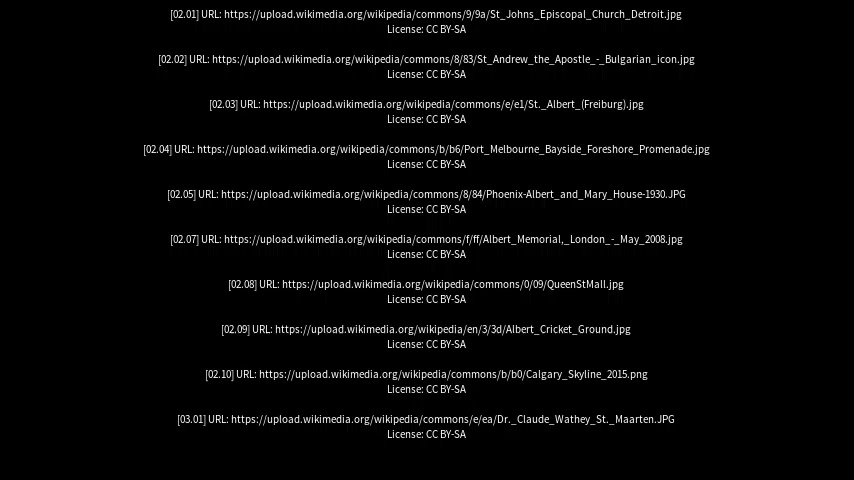 [02.01] URL: https://upload.wikimedia.org/wikipedia/commons/9/9a/St_Johns_Episcopal_Church_Detroit.jpg
License: CC BY-SA
[02.02] URL: https://upload.wikimedia.org/wikipedia/commons/8/83/St_Andrew_the_Apostle_-_Bulgarian_icon.jpg
License: CC BY-SA
[02.03] URL: https://upload.wikimedia.org/wikipedia/commons/e/e1/St._Albert_(Freiburg).jpg
License: CC BY-SA
[02.04] URL: https://upload.wikimedia.org/wikipedia/commons/b/b6/Port_Melbourne_Bayside_Foreshore_Promenade.jpg
License: CC BY-SA
[02.05] URL: https://upload.wikimedia.org/wikipedia/commons/8/84/Phoenix-Albert_and_Mary_House-1930.JPG
License: CC BY-SA
[02.07] URL: https://upload.wikimedia.org/wikipedia/commons/f/ff/Albert_Memorial,_London_-_May_2008.jpg
License: CC BY-SA
[02.08] URL: https://upload.wikimedia.org/wikipedia/commons/0/09/QueenStMall.jpg
License: CC BY-SA
[02.09] URL: https://upload.wikimedia.org/wikipedia/en/3/3d/Albert_Cricket_Ground.jpg
License: CC BY-SA
[02.10] URL: https://upload.wikimedia.org/wikipedia/commons/b/b0/Calgary_Skyline_2015.png
License: CC BY-SA
[03.01] URL: https://upload.wikimedia.org/wikipedia/commons/e/ea/Dr._Claude_Wathey_St._Maarten.JPG
License: CC BY-SA